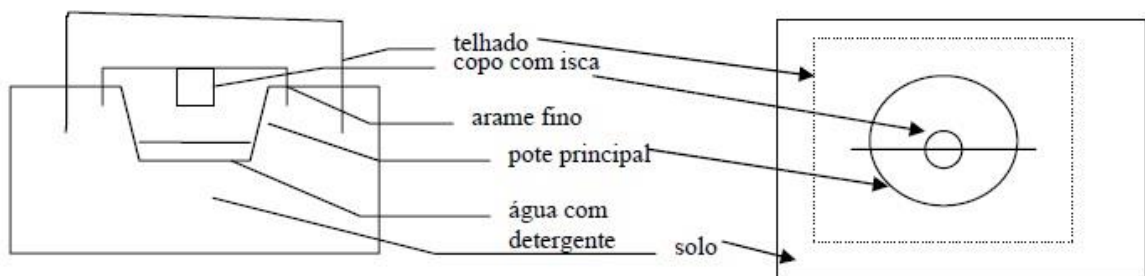 telhado
copo com isca
arame fino
pote principal
água com
detergente
solo